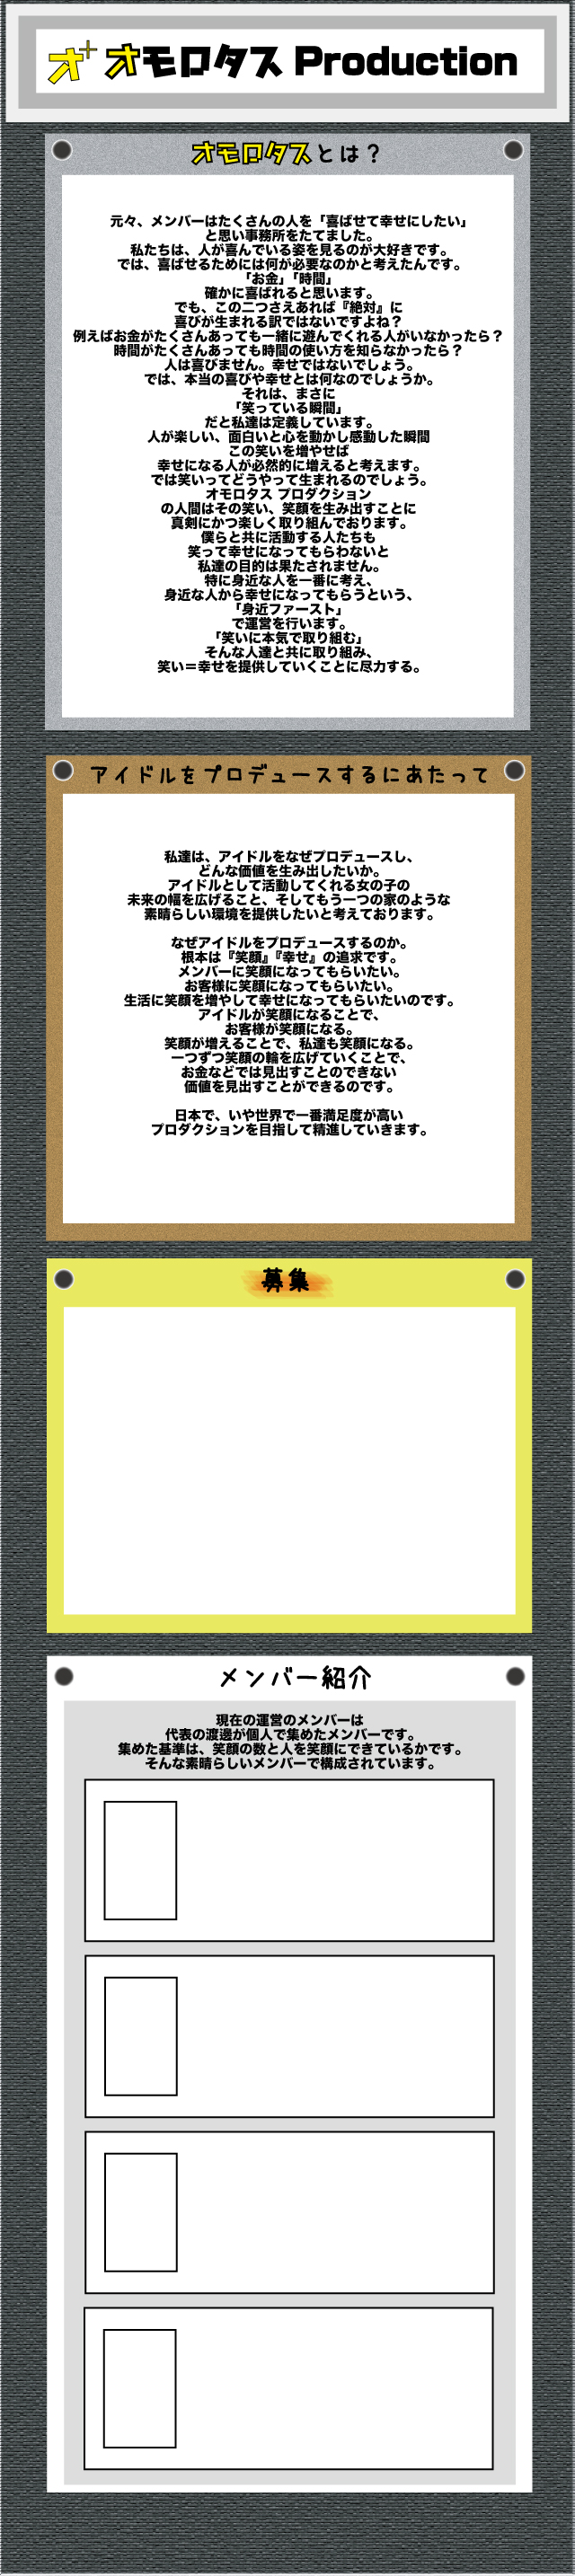 オ+ オモロタス Production
オモロタスとは？
元々、メンバーはたくさんの人を「喜ばせて幸せにしたい」
と思い事務所をたてました。
私たちは、人が喜んでいる姿を見るのが大好きです。
では、喜ばせるためには何が必要なのかと考えたんです。
「お金」「時間」
確かに喜ばれると思います。
でも、この二つさえあれば『絶対』に
喜びが生まれる訳ではないですよね？
例えばお金がたくさんあっても一緒に遊んでくれる人がいなかったら？
時間がたくさんあっても時間の使い方を知らなかったら？
人は喜びません。幸せではないでしょう。
では、本当の喜びや幸せとは何なのでしょうか。
それは、まさに
「笑っている瞬間」
だと私達は定義しています。
人が楽しい、面白いと心を動かし感動した瞬間
この笑いを増やせば
幸せになる人が必然的に増えると考えます。
では笑いってどうやって生まれるのでしょう。
オモロタス プロダクション
の人間はその笑い、笑顔を生み出すことに
真剣にかつ楽しく取り組んでおります。
僕らと共に活動する人たちも
笑って幸せになってもらわないと
私達の目的は果たされません。
特に身近な人を一番に考え、
身近な人から幸せになってもらうという、
「身近ファースト」
で運営を行います。
「笑いに本気で取り組む」
そんな人達と共に取り組み、
笑い＝幸せを提供していくことに尽力する。
アイドルをプロデュースするにあたって
私達は、アイドルをなぜプロデュースし、
どんな価値を生み出したいか。
アイドルとして活動してくれる女の子の
未来の幅を広げること、そしてもう一つの家のような
素晴らしい環境を提供したいと考えております。
なぜアイドルをプロデュースするのか。
根本は『笑顔』『幸せ』の追求です。
メンバーに笑顔になってもらいたい。
お客様に笑顔になってもらいたい。
生活に笑顔を増やして幸せになってもらいたいのです。
アイドルが笑顔になることで、
お客様が笑顔になる。
笑顔が増えることで、私達も笑顔になる。
一つずつ笑顔の輪を広げていくことで、
お金などでは見出すことのできない
価値を見出すことができるのです。
日本で、いや世界で一番満足度が高い
プロダクションを目指して精進していきます。
募集
メンバー紹介
現在の運営のメンバーは
代表の渡邊が個人で集めたメンバーです。
集めた基準は、笑顔の数と人を笑顔にできているかです。
そんな素晴らしいメンバーで構成されています。